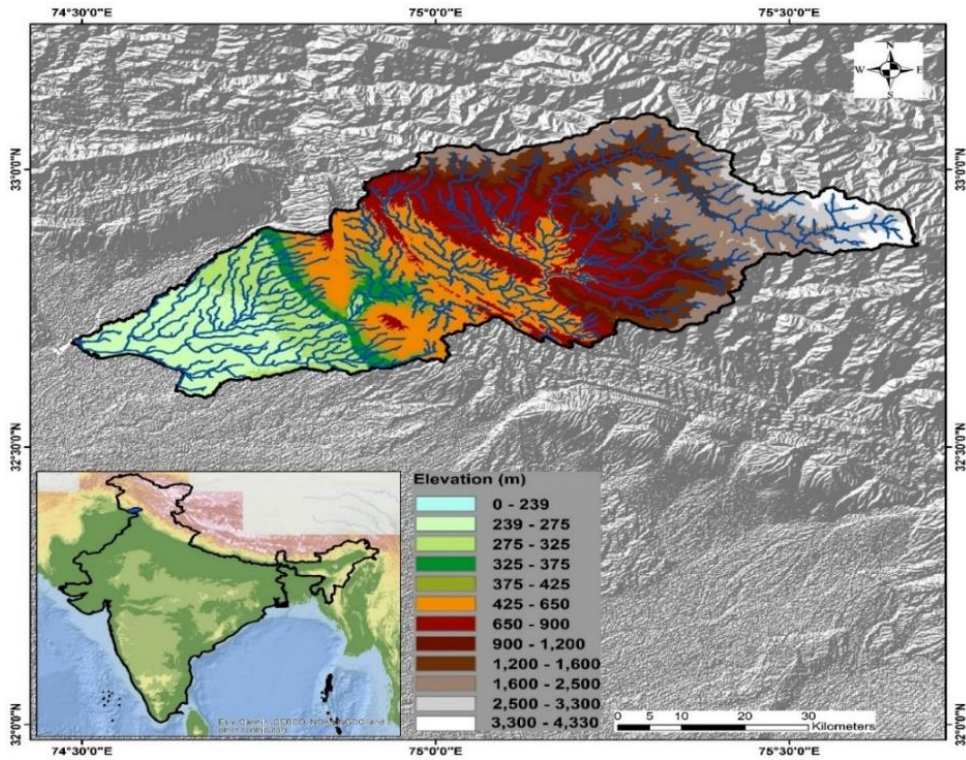 74°30'0"E 75°0'0"E 75°30'0"E
N
W E
S
33°0'0"N 33°0'0"N
32°30'0"N 32°30'0"N
Elevation (m)
0 - 239
239 - 275
275 - 325
325 - 375
375 - 425
425 - 650
650 - 900
900 - 1,200
1,200 - 1,600
1,600 - 2,500
2,500 - 3,300
3,300 - 4,330
0 5 10 20 30
Kilometers
32°0'0"N 32°0'0"N
74°30'0"E 75°0'0"E 75°30'0"E